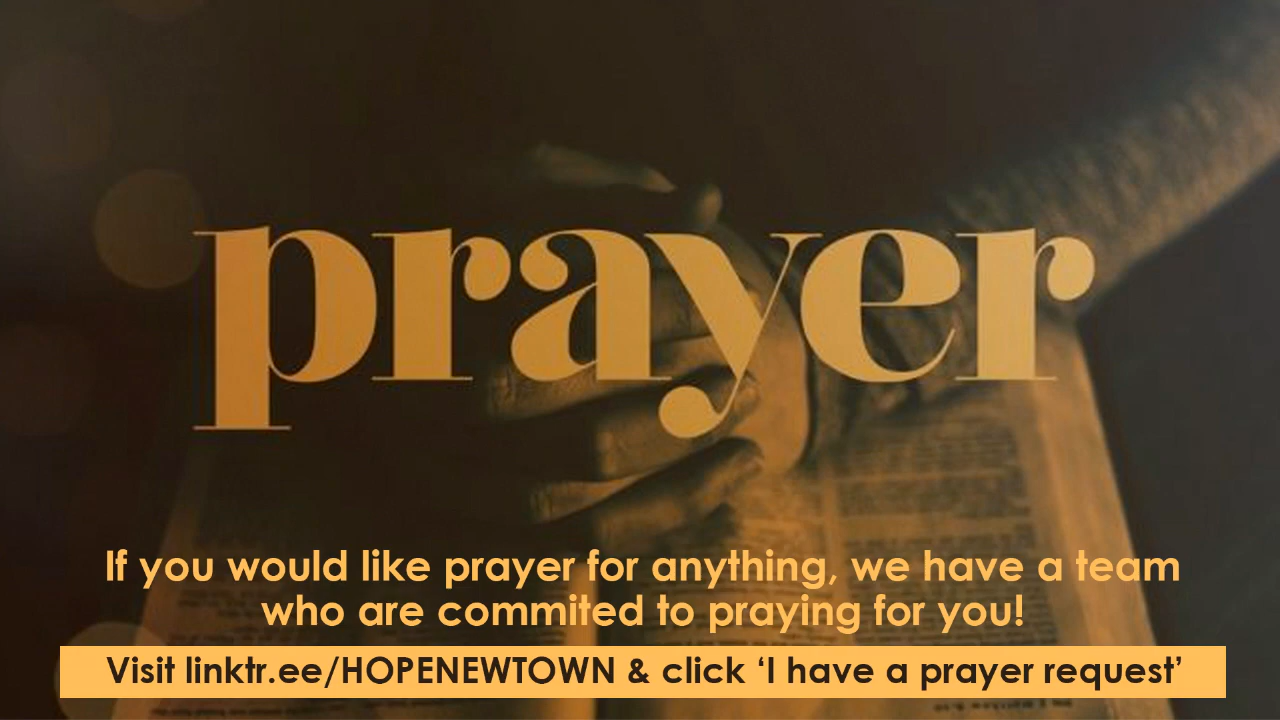 prayer
If you would like prayer for anything, we have a team
who are commited to praying for you!
Visit linktr.ee/HOPENEWTOWN & click ‘I have a prayer request’